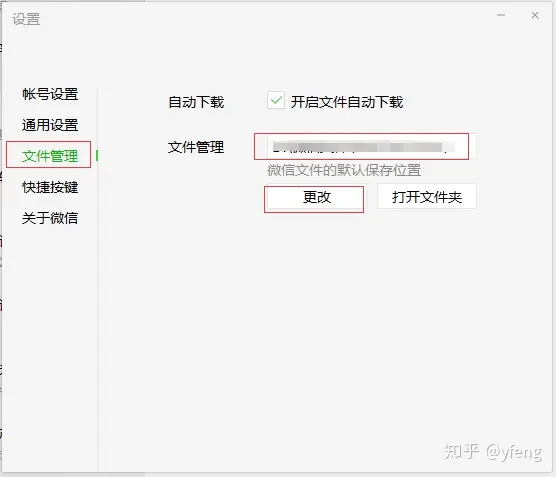 设置
帐号设置
通用设置
文件管理
快捷按键
关于微信
自动下载
开启文件自动下载
文件管理
微信文件的默认保存位置
更改
打开文件夹
知乎 @yfeng